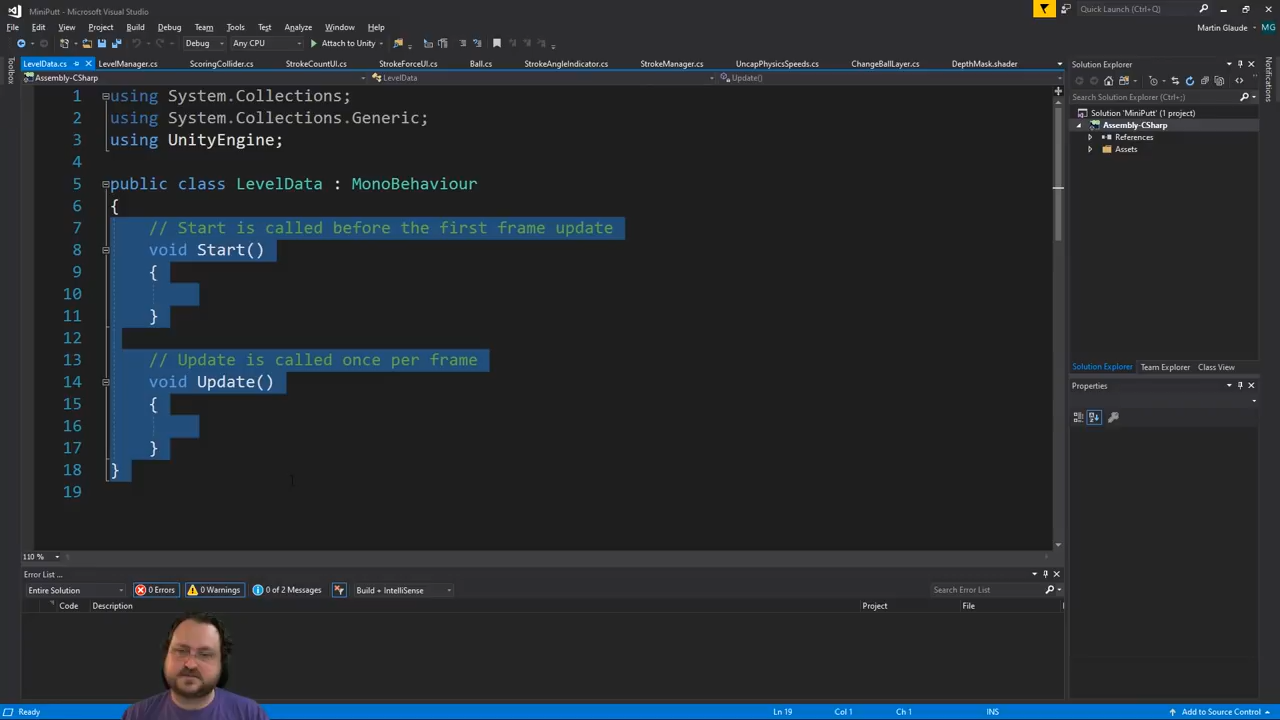 MiniPutt - Microsoft Visual Studio
Quick Launch (Ctrl+Q)
File Edit View Project Build Debug Team Tools Test Analyze Window Help
Martin Glaude MG
Debug Any CPU Attach to Unity
LevelData.cs LevelManager.cs ScoringCollider.cs StrokeCountUI.cs StrokeForceUI.cs Ball.cs StrokeAngleIndicator.cs StrokeManager.cs UncapPhysicsSpeeds.cs ChangeBallLayer.cs DepthMask.shader
Assembly-CSharp LevelData Update()
Toolbox
1 using System.Collections;
2 using System.Collections.Generic;
3 using UnityEngine;
4
5 public class LevelData : MonoBehaviour
6 {
7 // Start is called before the first frame update
8 void Start()
9 {
10
11 }
12
13 // Update is called once per frame
14 void Update()
15 {
16
17 }
18 }
19
110 %
Solution Explorer
Search Solution Explorer (Ctrl+;)
Solution 'MiniPutt' (1 project)
Assembly-CSharp
References
Assets
Solution Explorer Team Explorer Class View
Properties
Notifications
Error List ...
Entire Solution 0 Errors 0 Warnings 0 of 2 Messages Build + IntelliSense Search Error List
Code Description Project File
Ready Ln 19 Col 1 Ch 1 INS Add to Source Control